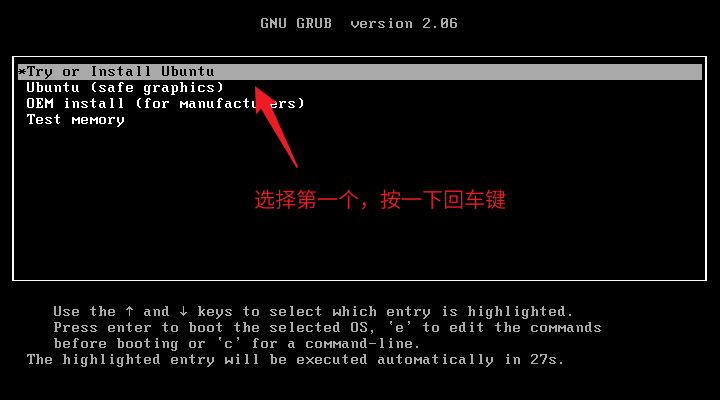 GNU GRUB  version 2.06
*Try or Install Ubuntu
Ubuntu (safe graphics)
OEM install (for manufacturers)
Test memory
选择第一个，按一下回车键
Use the ↑ and ↓ keys to select which entry is highlighted.
Press enter to boot the selected OS, `e' to edit the commands
before booting or `c' for a command-line.
The highlighted entry will be executed automatically in 27s.